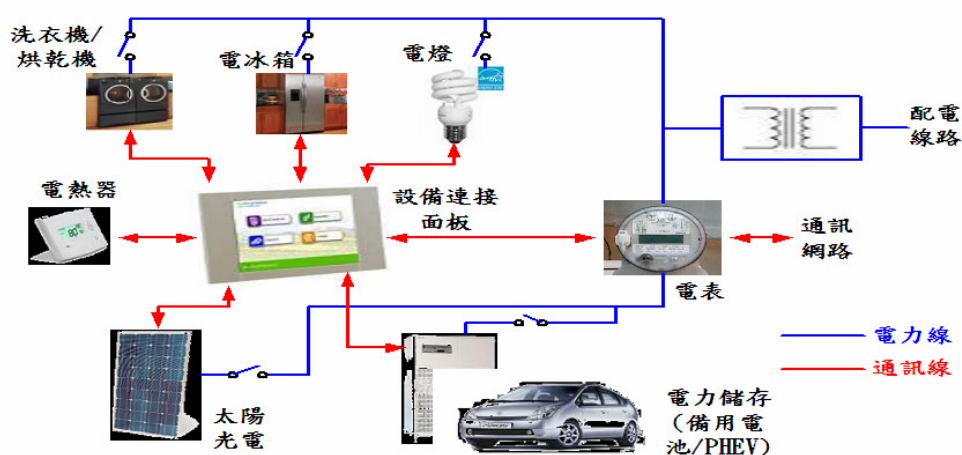 洗衣機/
烘乾機
電冰箱
電燈
配電
線路
電熱器
設備連接
面板
通訊
網路
電表
太陽
光電
電力儲存
(備用電
池/PHEV)
電力線
通訊線